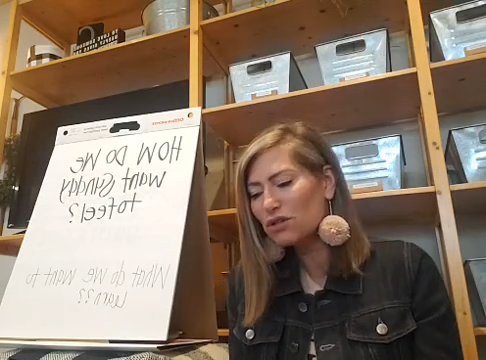 HOW DO WE
want Sunday
to feel?
What do we want to
learn??